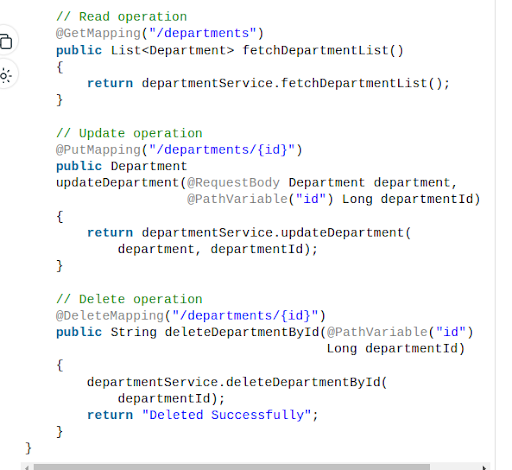 // Read operation
@GetMapping("/departments")
public List<Department> fetchDepartmentList()
{
return departmentService.fetchDepartmentList();
}
// Update operation
@PutMapping("/departments/{id}")
public Department
updateDepartment(@RequestBody Department department,
@PathVariable("id") Long departmentId)
{
return departmentService.updateDepartment(
department, departmentId);
}
// Delete operation
@DeleteMapping("/departments/{id}")
public String deleteDepartmentById(@PathVariable("id")
Long departmentId)
{
departmentService.deleteDepartmentById(
departmentId);
return "Deleted Successfully";
}
}